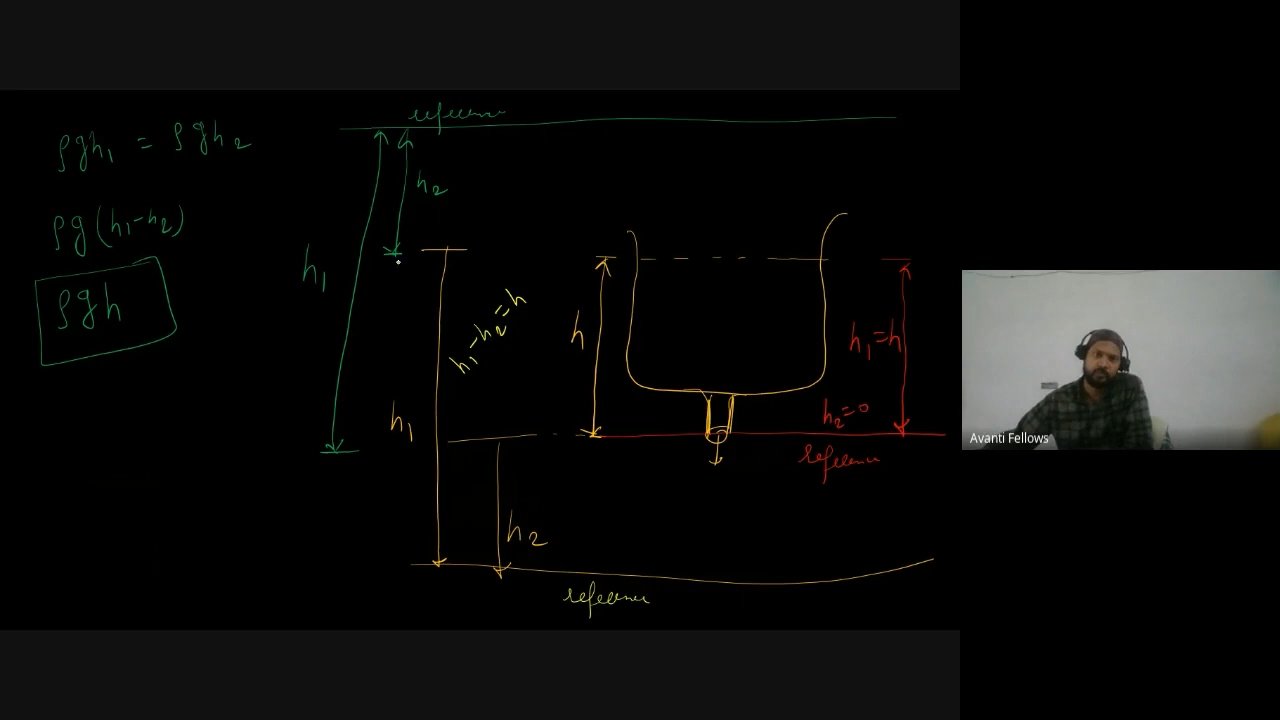 reference
ρgh₁ = ρgh₂
h₂
ρg(h₁-h₂)
h₁
ρgh
h₁-h₂=h
h
h₁=h
h₂=0
h₁
Avanti Fellows
reference
h₂
reference